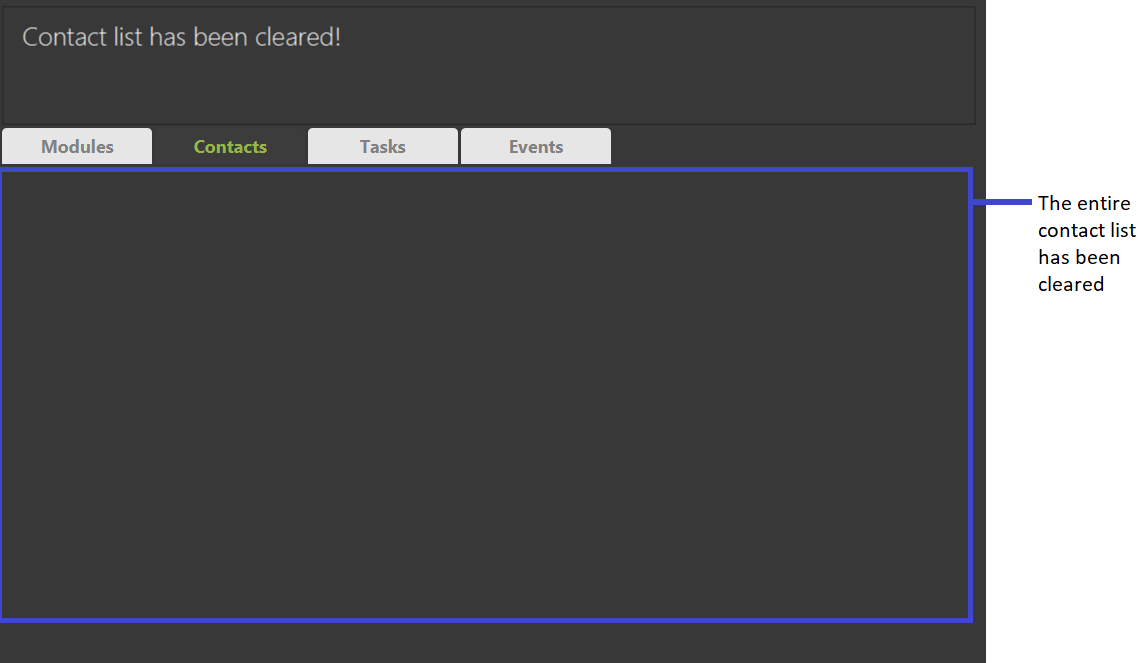 Contact list has been cleared!
Modules Contacts Tasks Events
The entire
contact list
has been
cleared